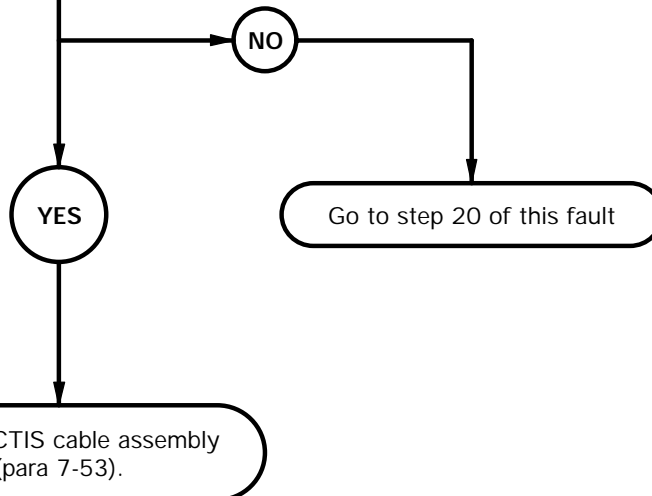 NO
YES
Go to step 20 of this fault
CTIS cable assembly
(para 7-53).